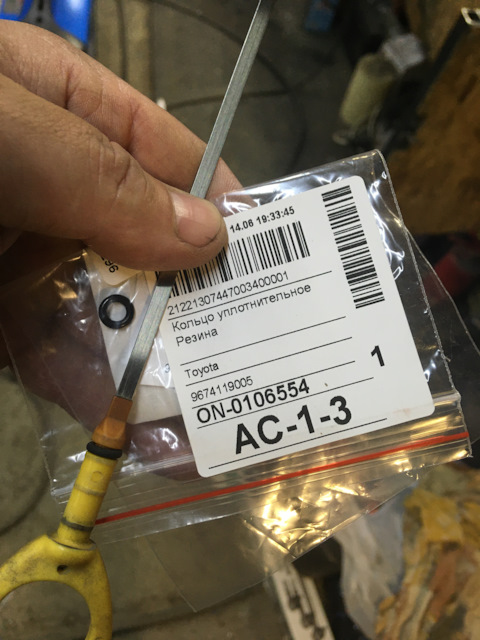 14.06 19:33:45
21221307447003400001
Кольцо уплотнительное
Резина
Toyota
9674119005
1
ON-0106554
AC-1-3